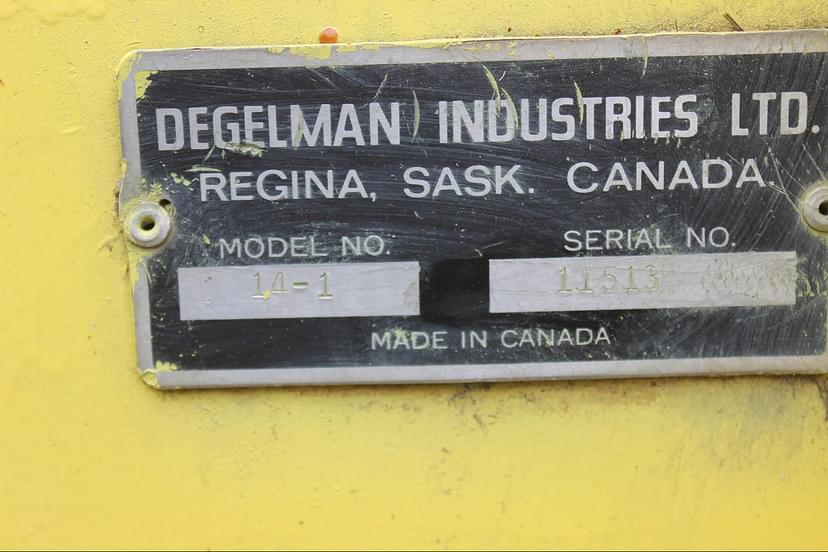 DEGELMAN INDUSTRIES LTD.
REGINA, SASK. CANADA
MODEL NO. SERIAL NO.
14-1 11513
MADE IN CANADA